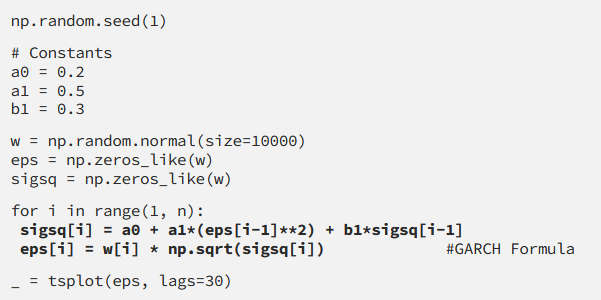 np.random.seed(1)
# Constants
a0 = 0.2
a1 = 0.5
b1 = 0.3
w = np.random.normal(size=10000)
eps = np.zeros_like(w)
sigsq = np.zeros_like(w)
for i in range(1, n):
 sigsq[i] = a0 + a1*(eps[i-1]**2) + b1*sigsq[i-1]
 eps[i] = w[i] * np.sqrt(sigsq[i])             #GARCH Formula
_ = tsplot(eps, lags=30)